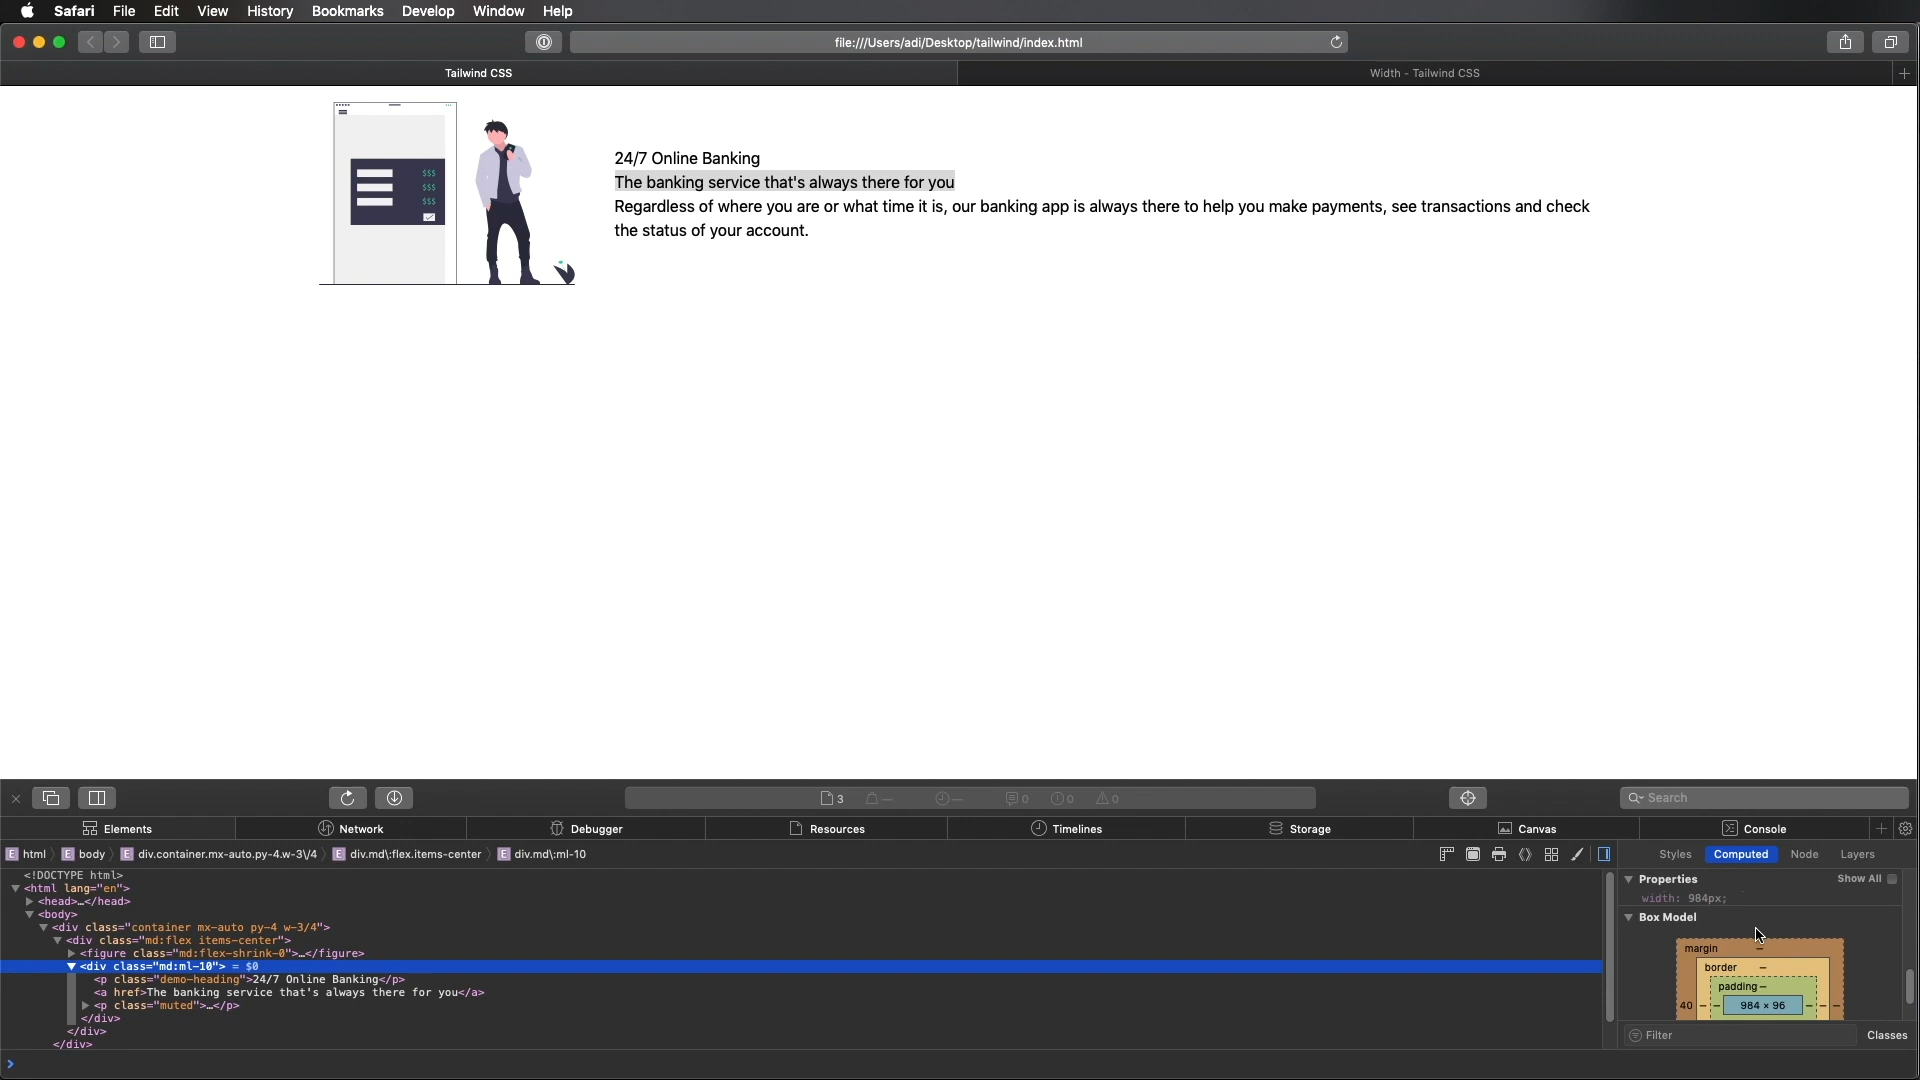 Safari File Edit View History Bookmarks Develop Window Help
file:///Users/adi/Desktop/tailwind/index.html
Tailwind CSS
Width - Tailwind CSS
$$$
$$$
$$$
24/7 Online Banking
The banking service that's always there for you
Regardless of where you are or what time it is, our banking app is always there to help you make payments, see transactions and check
the status of your account.
3 — — 0 0 0
Search
Elements Network Debugger Resources Timelines Storage Canvas Console
E html E body E div.container.mx-auto.py-4.w-3\/4 E div.md\:flex.items-center E div.md\:ml-10
Styles Computed Node Layers
<!DOCTYPE html>
<html lang="en">
<head>…</head>
<body>
<div class="container mx-auto py-4 w-3/4">
<div class="md:flex items-center">
<figure class="md:flex-shrink-0">…</figure>
<div class="md:ml-10"> = $0
<p class="demo-heading">24/7 Online Banking</p>
<a href>The banking service that's always there for you</a>
<p class="muted">…</p>
</div>
</div>
</div>
Properties Show All
width: 984px;
Box Model
margin –
border –
padding –
40 – – 984 × 96 – – –
Filter
Classes